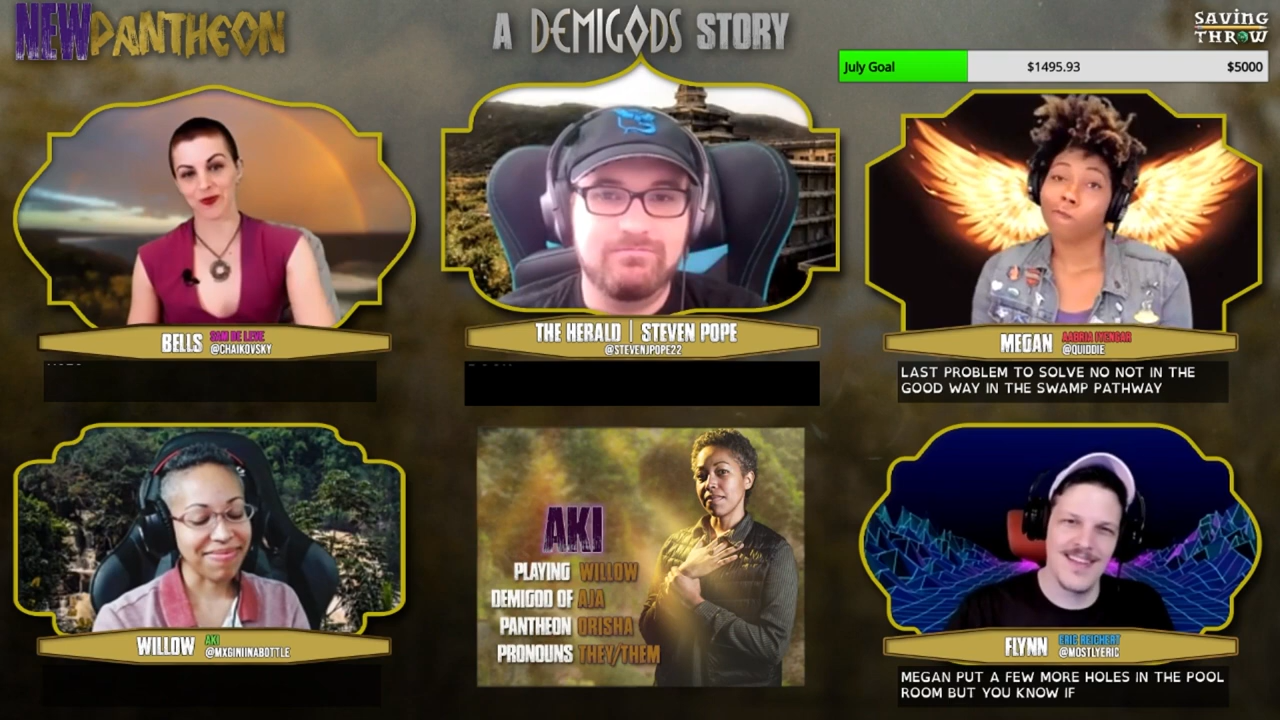 NEW PANTHEON
A DEMIGODS STORY
SAVING
THROW
July Goal $1495.93 $5000
BELLS SAM DE LEVE
@CHAIKOVSKY
THE HERALD | STEVEN POPE
@STEVENJPOPE22
MEGAN AABRIA IYENGAR
@QUIDDIE
LAST PROBLEM TO SOLVE NO NOT IN THE
GOOD WAY IN THE SWAMP PATHWAY
AKI
PLAYING WILLOW
DEMIGOD OF AJA
PANTHEON ORISHA
PRONOUNS THEY/THEM
WILLOW AKI
@MXGINIINABOTTLE
FLYNN ERIC REICHERT
@MOSTLYERIC
MEGAN PUT A FEW MORE HOLES IN THE POOL
ROOM BUT YOU KNOW IF